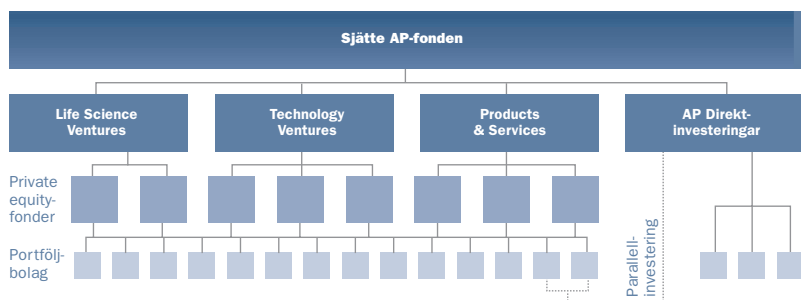 Sjätte AP-fonden
Life Science
Ventures
Technology
Ventures
Products
& Services
AP Direkt-
investeringar
Private
equity-
fonder
Portfölj-
bolag
Parallell-
investering